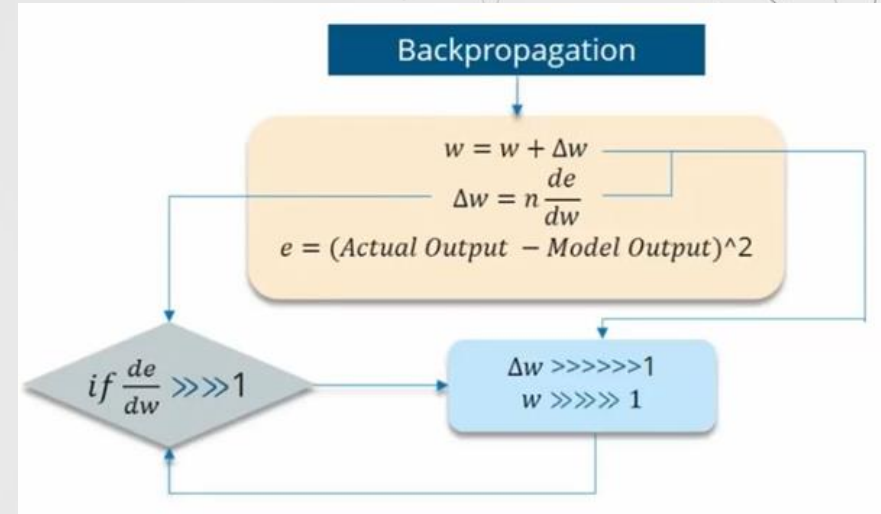 Backpropagation
w = w + Δw
Δw = n de/dw
e = (Actual Output − Model Output)^2
if de/dw ⋙⋙1
Δw >>>>>>1
w ⋙⋙ 1